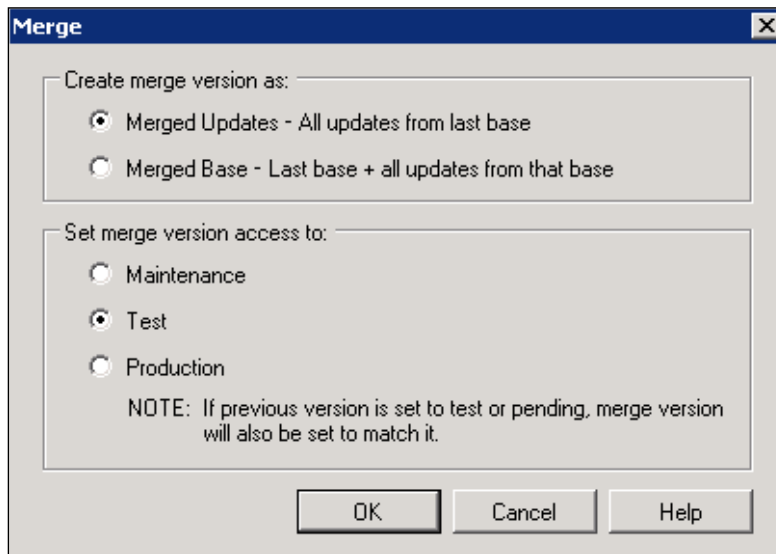 Merge
Create merge version as:
Merged Updates - All updates from last base
Merged Base - Last base + all updates from that base
Set merge version access to:
Maintenance
Test
Production
NOTE: If previous version is set to test or pending, merge version
will also be set to match it.
OK Cancel Help